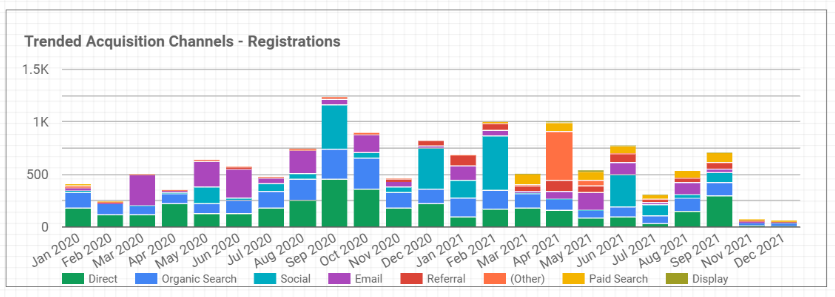 Trended Acquisition Channels - Registrations
1.5K
1K
500
0
Jan 2020 Feb 2020 Mar 2020 Apr 2020 May 2020 Jun 2020 Jul 2020 Aug 2020 Sep 2020 Oct 2020 Nov 2020 Dec 2020 Jan 2021 Feb 2021 Mar 2021 Apr 2021 May 2021 Jun 2021 Jul 2021 Aug 2021 Sep 2021 Nov 2021 Dec 2021
Direct Organic Search Social Email Referral (Other) Paid Search Display